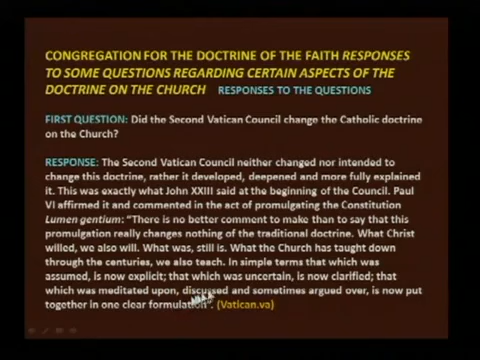 CONGREGATION FOR THE DOCTRINE OF THE FAITH RESPONSES
TO SOME QUESTIONS REGARDING CERTAIN ASPECTS OF THE
DOCTRINE ON THE CHURCH RESPONSES TO THE QUESTIONS
FIRST QUESTION: Did the Second Vatican Council change the Catholic doctrine
on the Church?
RESPONSE: The Second Vatican Council neither changed nor intended to
change this doctrine, rather it developed, deepened and more fully explained
it. This was exactly what John XXIII said at the beginning of the Council. Paul
VI affirmed it and commented in the act of promulgating the Constitution
Lumen gentium: “There is no better comment to make than to say that this
promulgation really changes nothing of the traditional doctrine. What Christ
willed, we also will. What was, still is. What the Church has taught down
through the centuries, we also teach. In simple terms that which was
assumed, is now explicit; that which was uncertain, is now clarified; that
which was meditated upon, discussed and sometimes argued over, is now put
together in one clear formulation”. (Vatican.va)